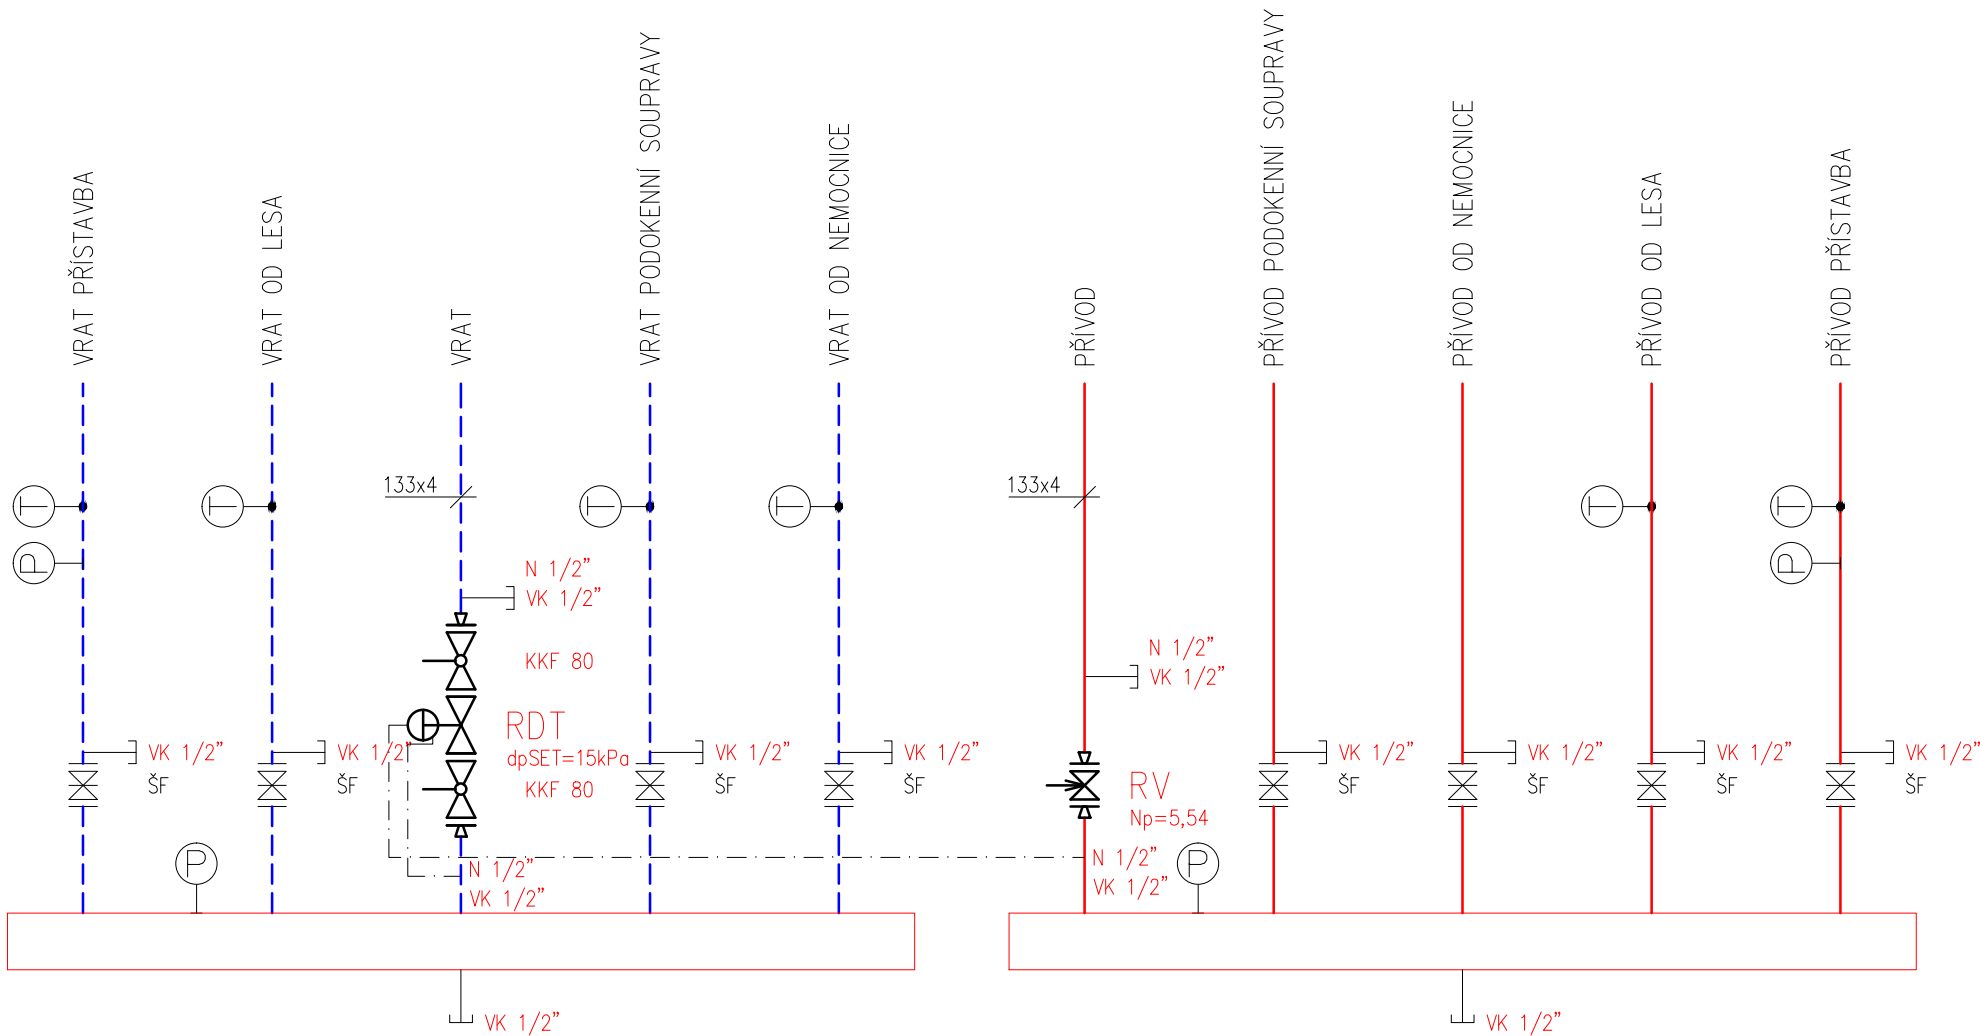 VRAT PŘÍSTAVBA
VRAT OD LESA
VRAT
VRAT PODOKENNÍ SOUPRAVY
VRAT OD NEMOCNICE
PŘÍVOD
PŘÍVOD PODOKENNÍ SOUPRAVY
PŘÍVOD OD NEMOCNICE
PŘÍVOD OD LESA
PŘÍVOD PŘÍSTAVBA
133x4
133x4
T
T
T
T
T
T
P
P
N 1/2"
VK 1/2"
N 1/2"
VK 1/2"
KKF 80
RDT
dpSET=15kPa
KKF 80
VK 1/2"
ŠF
VK 1/2"
ŠF
VK 1/2"
ŠF
VK 1/2"
ŠF
RV
Np=5,54
VK 1/2"
ŠF
VK 1/2"
ŠF
VK 1/2"
ŠF
VK 1/2"
ŠF
P
N 1/2"
VK 1/2"
N 1/2"
VK 1/2"
P
VK 1/2"
VK 1/2"